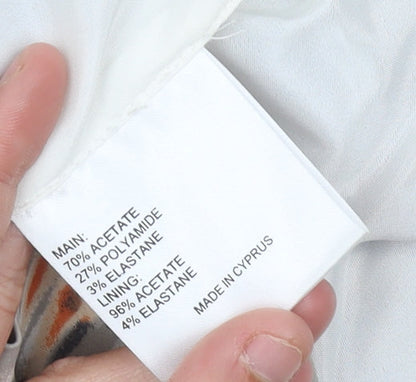 MAIN:
70% ACETATE
27% POLYAMIDE
3% ELASTANE
LINING:
96% ACETATE
4% ELASTANE
MADE IN CYPRUS